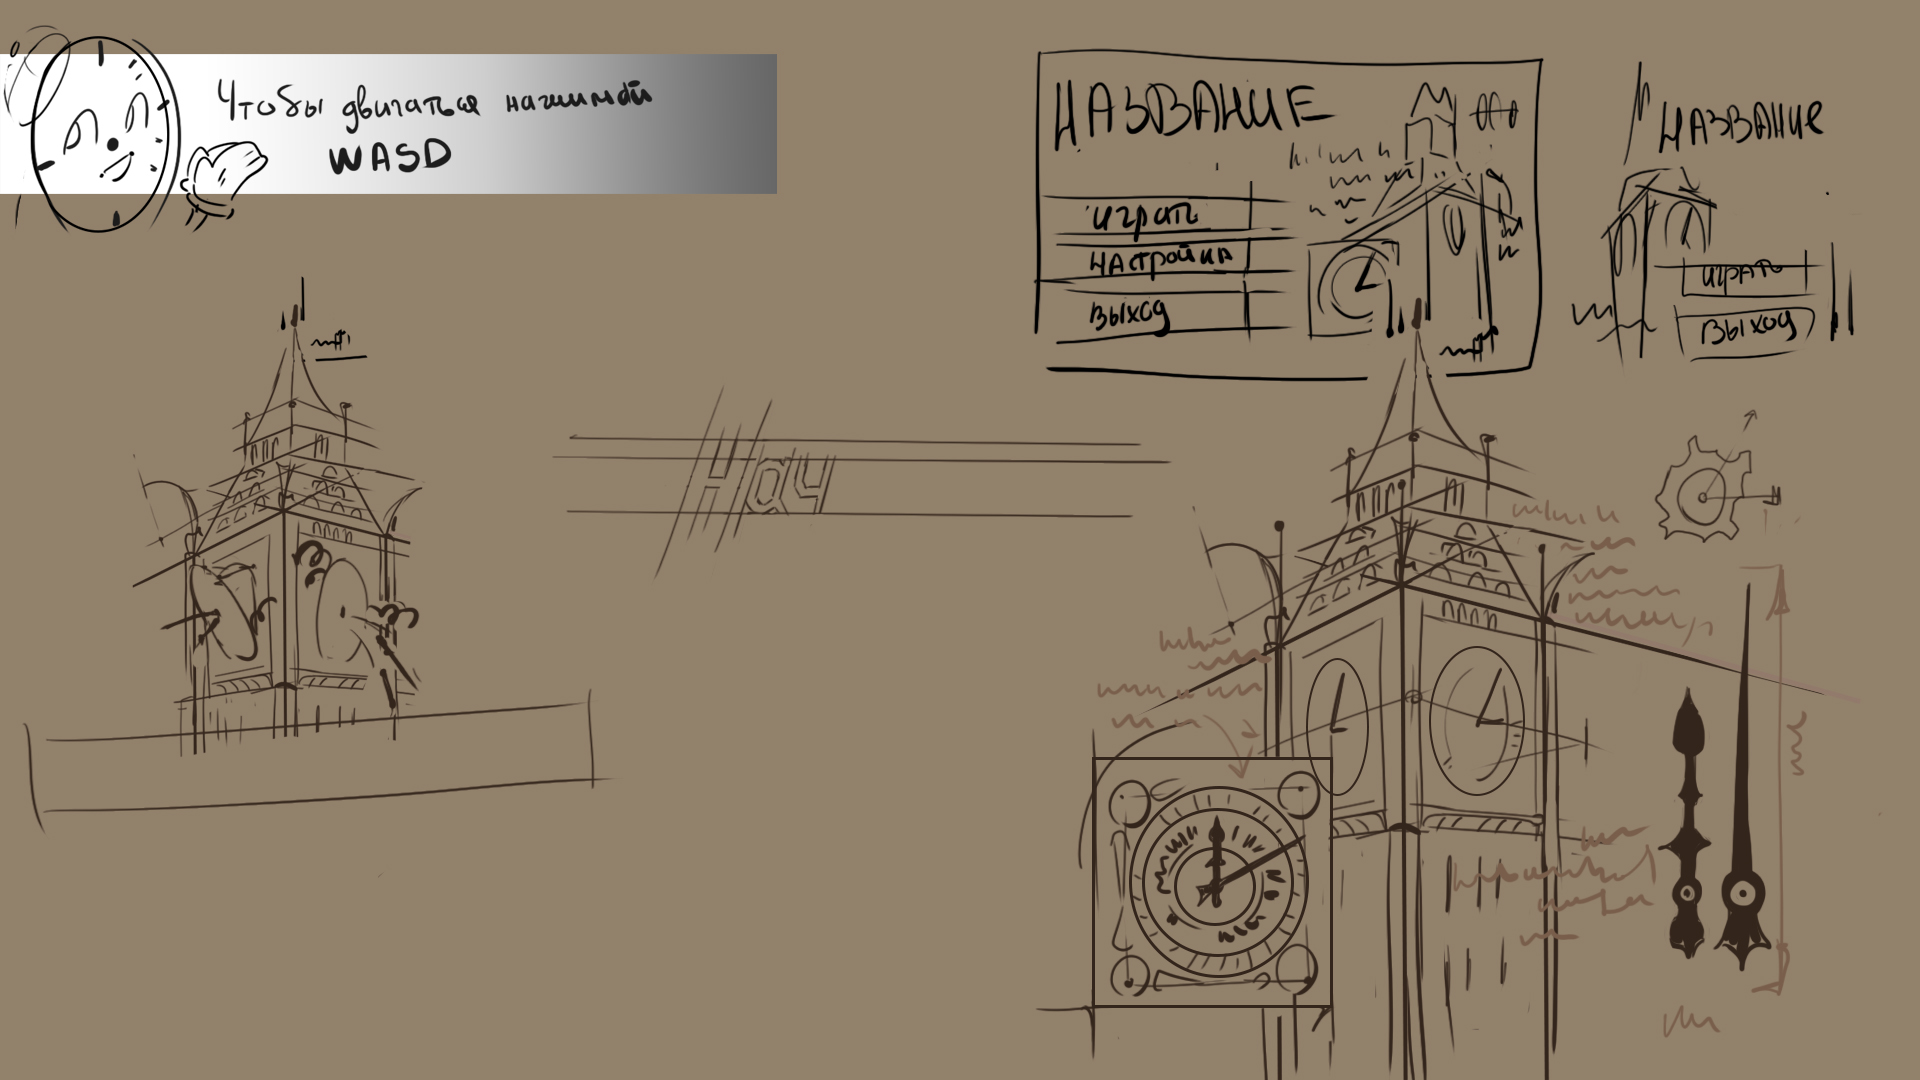 Чтобы двигаться нажимай
WASD
НАЗВАНИЕ
играть
НАСТРОЙКА
ВЫХОД
НАЗВАНИЕ
ИГРАТЬ
ВЫХОД
НАЧ